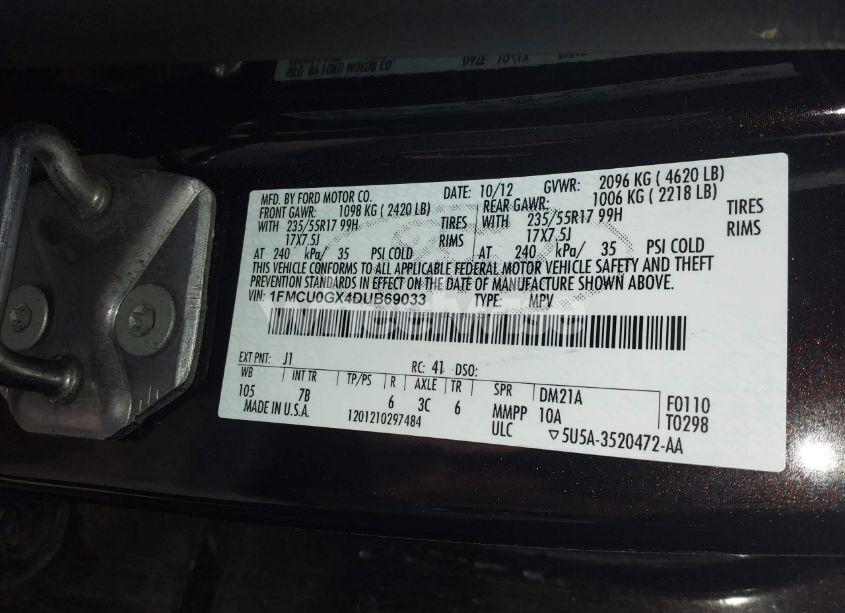 MFD. BY FORD MOTOR CO. DATE: 10/12 GVWR: 2096 KG ( 4620 LB)
FRONT GAWR: 1098 KG ( 2420 LB) REAR GAWR: 1006 KG ( 2218 LB)
WITH 235/55R17 99H TIRES WITH 235/55R17 99H TIRES
17X7.5J RIMS 17X7.5J RIMS
AT 240 kPa/ 35 PSI COLD AT 240 kPa/ 35 PSI COLD
THIS VEHICLE CONFORMS TO ALL APPLICABLE FEDERAL MOTOR VEHICLE SAFETY AND THEFT
PREVENTION STANDARDS IN EFFECT ON THE DATE OF MANUFACTURE SHOWN ABOVE.
VIN: 1FMCU0GX4DUB69033 TYPE: MPV
EXT PNT: J1 RC: 41 DSO:
WB INT TR TP/PS R AXLE TR SPR DM21A F0110
105 7B 6 3C 6 MMPP 10A T0298
MADE IN U.S.A. 1201210297484 ULC ▽5U5A-3520472-AA